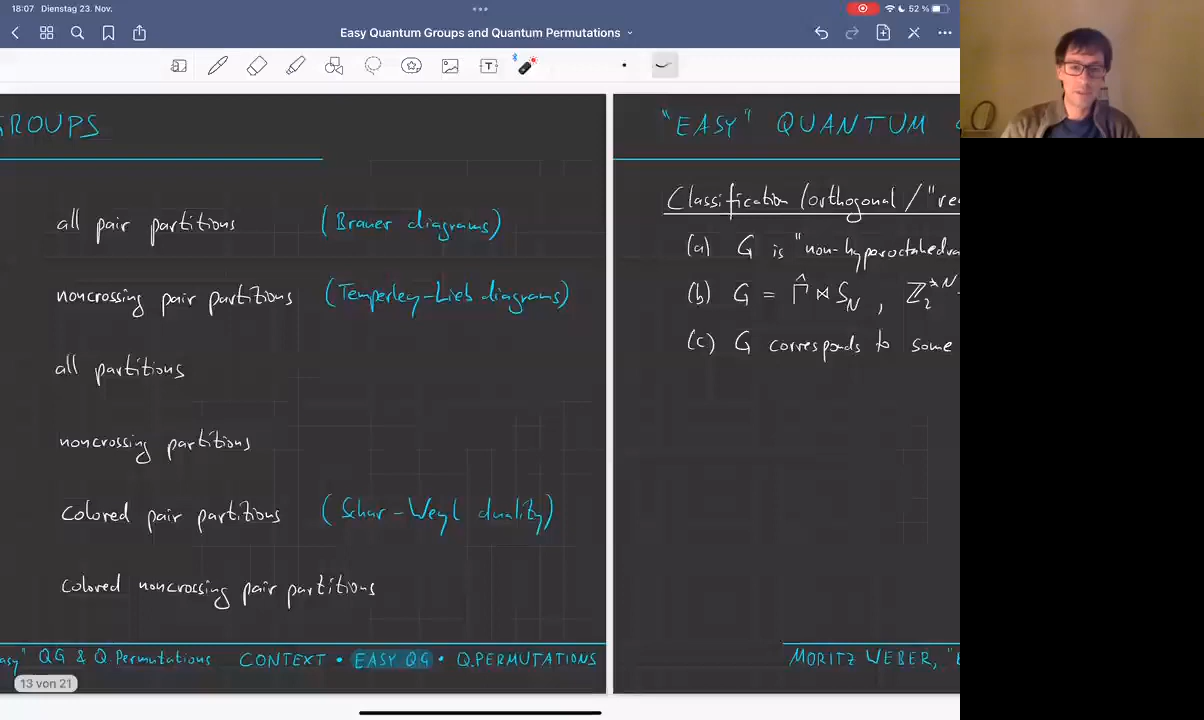 18:07 Dienstag 23. Nov.
52 %
Easy Quantum Groups and Quantum Permutations
GROUPS
all pair partitions (Brauer diagrams)
noncrossing pair partitions (Temperley-Lieb diagrams)
all partitions
noncrossing partitions
colored pair partitions (Schur-Weyl duality)
colored noncrossing pair partitions
asy" QG & Q.Permutations CONTEXT • EASY QG • Q.PERMUTATIONS
13 von 21
"EASY" QUANTUM
Classification (orthogonal / "re
(a) G is "non-hyperoctahedra
(b) G = Γ̂ ⋈ S_N , ℤ_2^{*N}
(c) G corresponds to some
MORITZ WEBER, "E